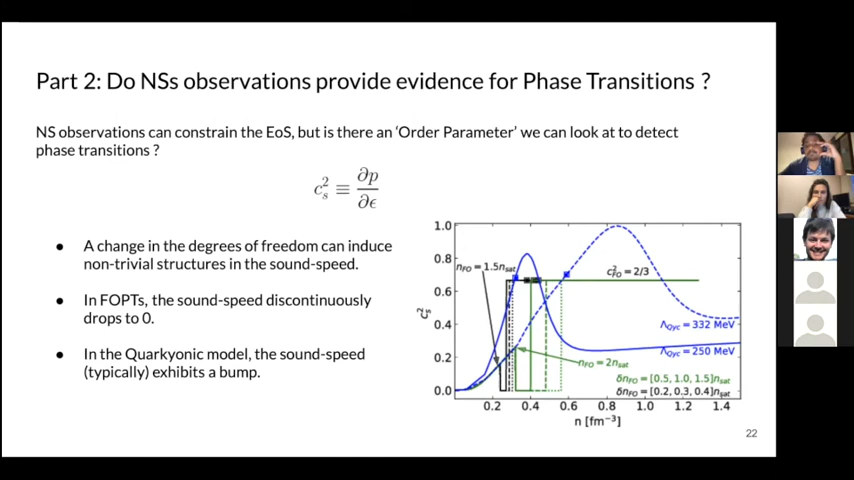 Part 2: Do NSs observations provide evidence for Phase Transitions ?
NS observations can constrain the EoS, but is there an 'Order Parameter' we can look at to detect
phase transitions ?
c_s^2 ≡ ∂p/∂ϵ
● A change in the degrees of freedom can induce
non-trivial structures in the sound-speed.
● In FOPTs, the sound-speed discontinuously
drops to 0.
● In the Quarkyonic model, the sound-speed
(typically) exhibits a bump.
1.0
0.8
0.6
0.4
0.2
0.0
c_s^2
n_FO = 1.5n_sat
c_FO^2 = 2/3
Λ_Qyc = 332 MeV
Λ_Qyc = 250 MeV
n_FO = 2n_sat
δn_FO = [0.5, 1.0, 1.5]n_sat
δn_FO = [0.2, 0.3, 0.4]n_sat
0.2 0.4 0.6 0.8 1.0 1.2 1.4
n [fm⁻³]
22